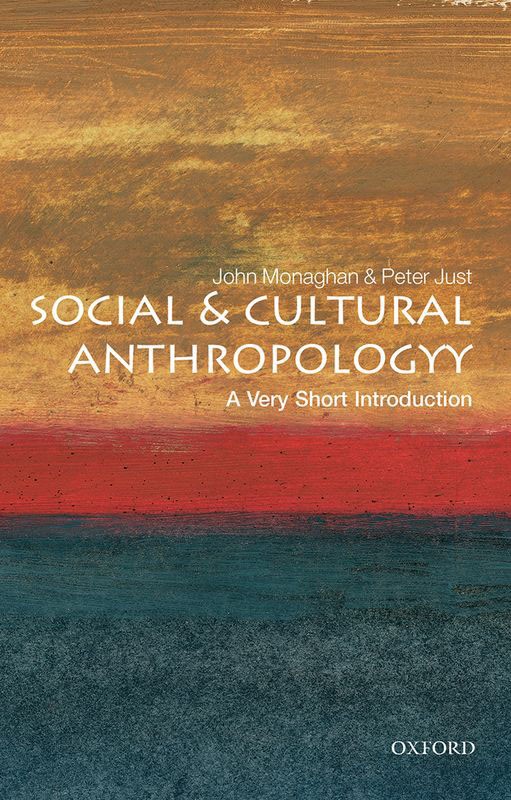 John Monaghan & Peter Just
SOCIAL & CULTURAL
ANTHROPOLOGYY
A Very Short Introduction
OXFORD